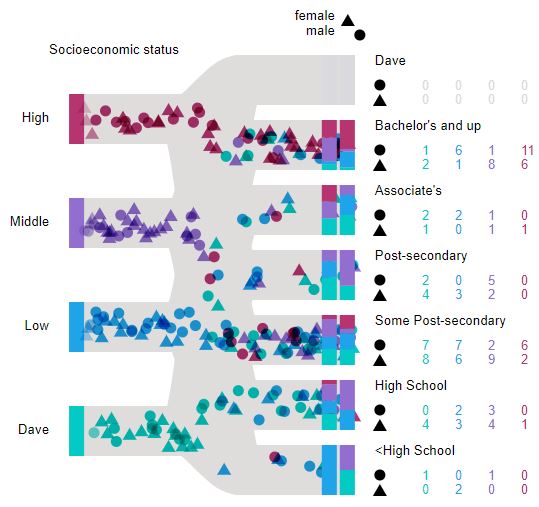 female
male
Socioeconomic status
Dave
0 0 0 0
0 0 0 0
High
Bachelor's and up
1 6 1 11
2 1 8 6
Middle
Associate's
2 2 1 0
1 0 1 1
Post-secondary
2 0 5 0
4 3 2 0
Low
Some Post-secondary
7 7 2 6
8 6 9 2
High School
0 2 3 0
4 3 4 1
Dave
<High School
1 0 1 0
0 2 0 0